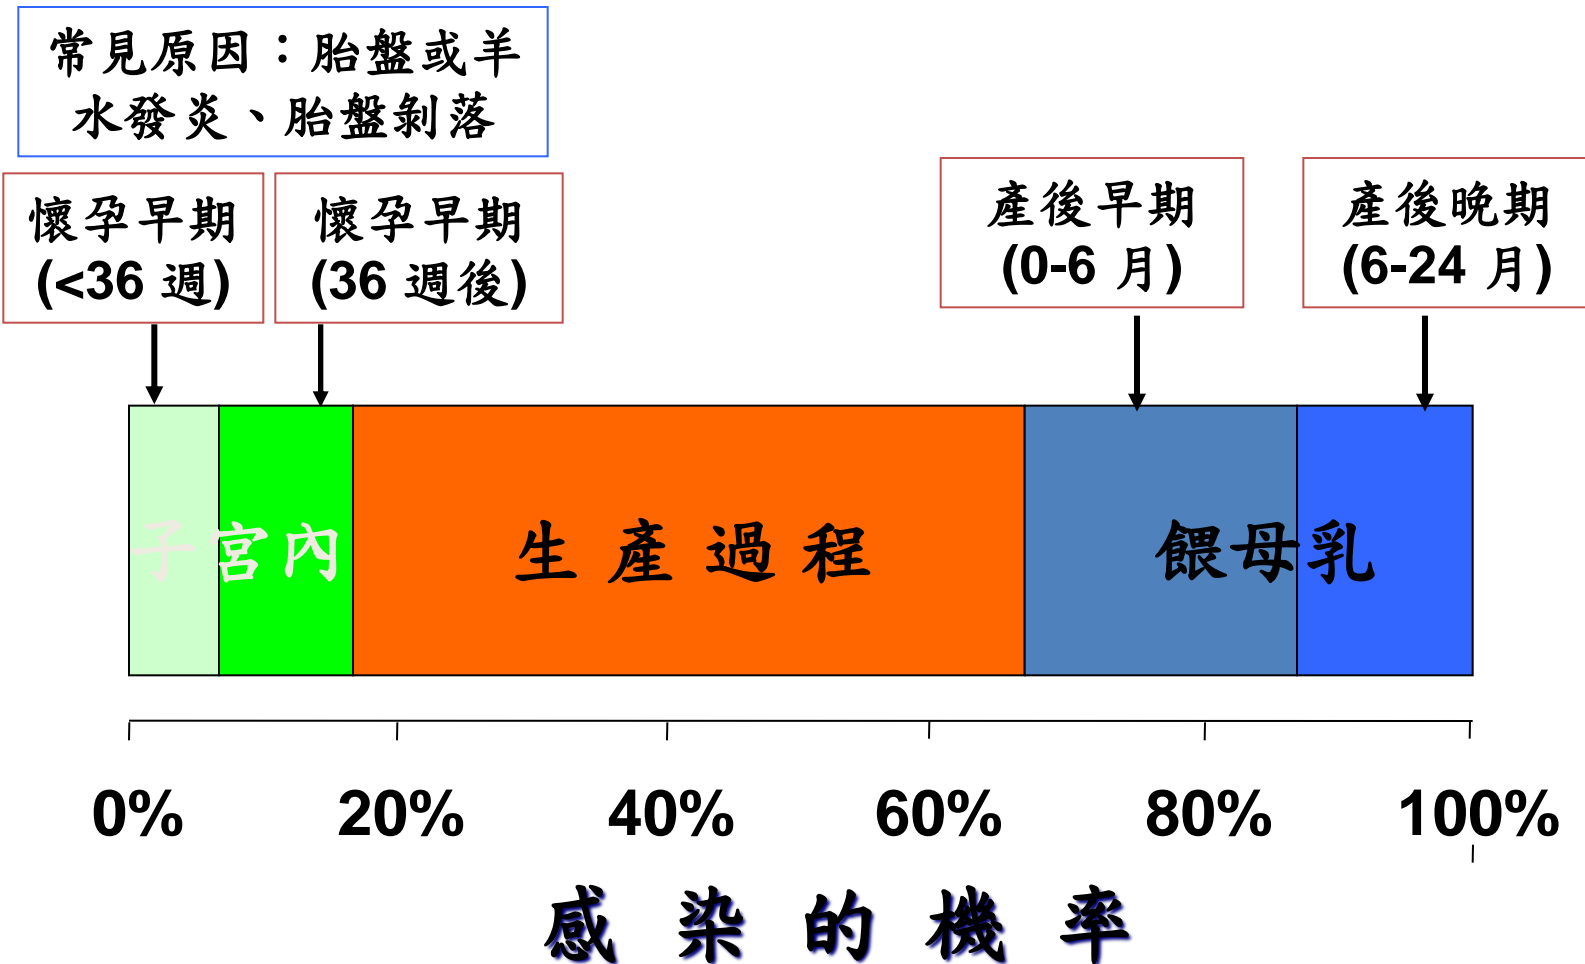 常見原因：胎盤或羊
水發炎、胎盤剝落
懷孕早期
(<36 週)
懷孕早期
(36 週後)
產後早期
(0-6 月)
產後晚期
(6-24 月)
子宮內
生產過程
餵母乳
0% 20% 40% 60% 80% 100%
感染的機率